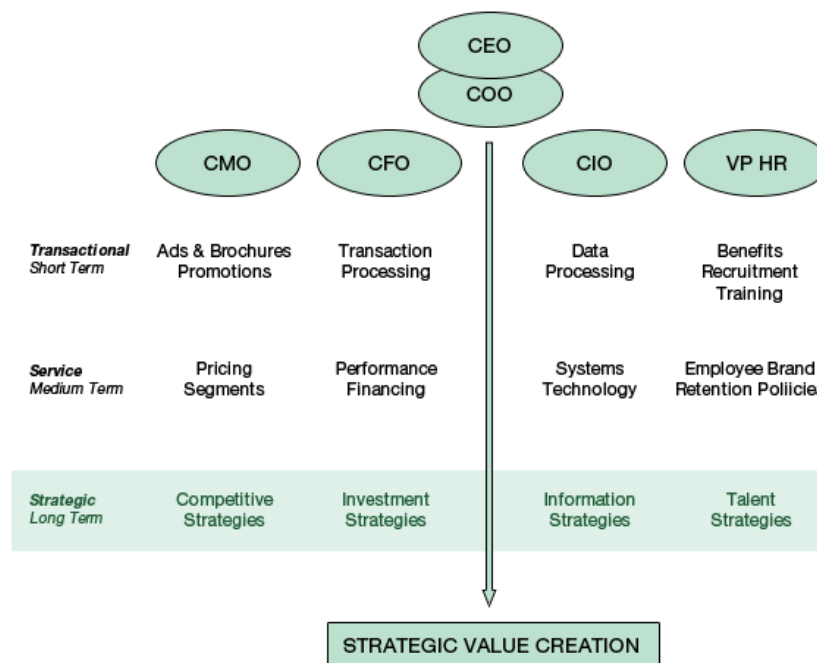 CEO
COO
CMO
CFO
CIO
VP HR
Transactional
Short Term
Ads & Brochures
Promotions
Transaction
Processing
Data
Processing
Benefits
Recruitment
Training
Service
Medium Term
Pricing
Segments
Performance
Financing
Systems
Technology
Employee Brand
Retention Poliicies
Strategic
Long Term
Competitive
Strategies
Investment
Strategies
Information
Strategies
Talent
Strategies
STRATEGIC VALUE CREATION